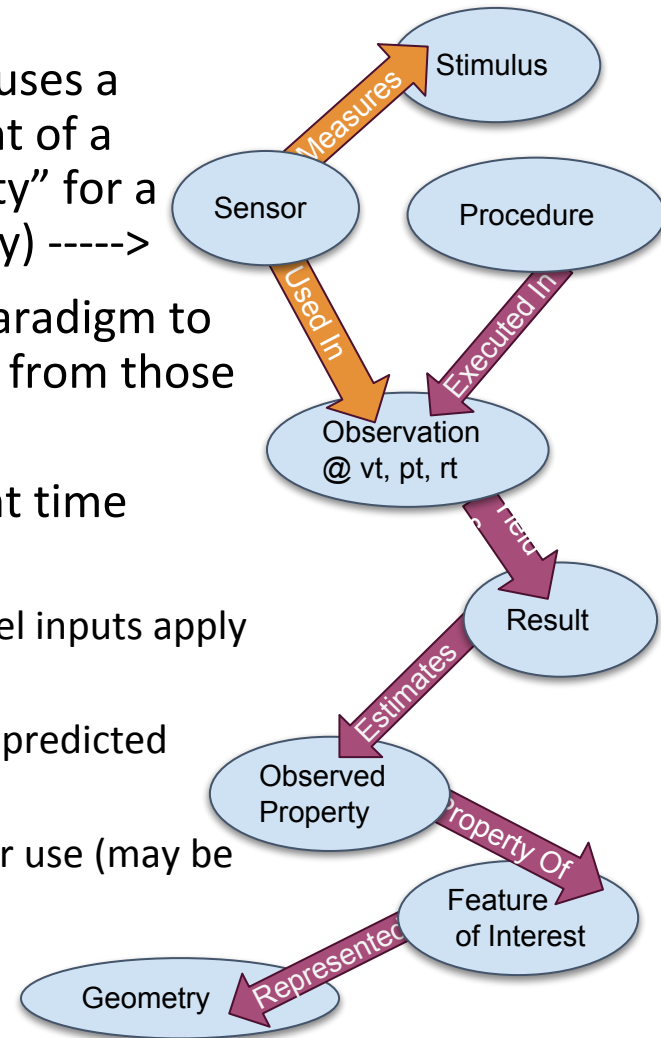 uses a
nt of a
ty” for a
y) ----->
aradigm to
from those
nt time
el inputs apply
predicted
r use (may be
Stimulus
Measures
Sensor
Procedure
Used In
Executed In
Observation
@ vt, pt, rt
Result
Estimates
Observed
Property
Property Of
Feature
of Interest
Represented
Geometry